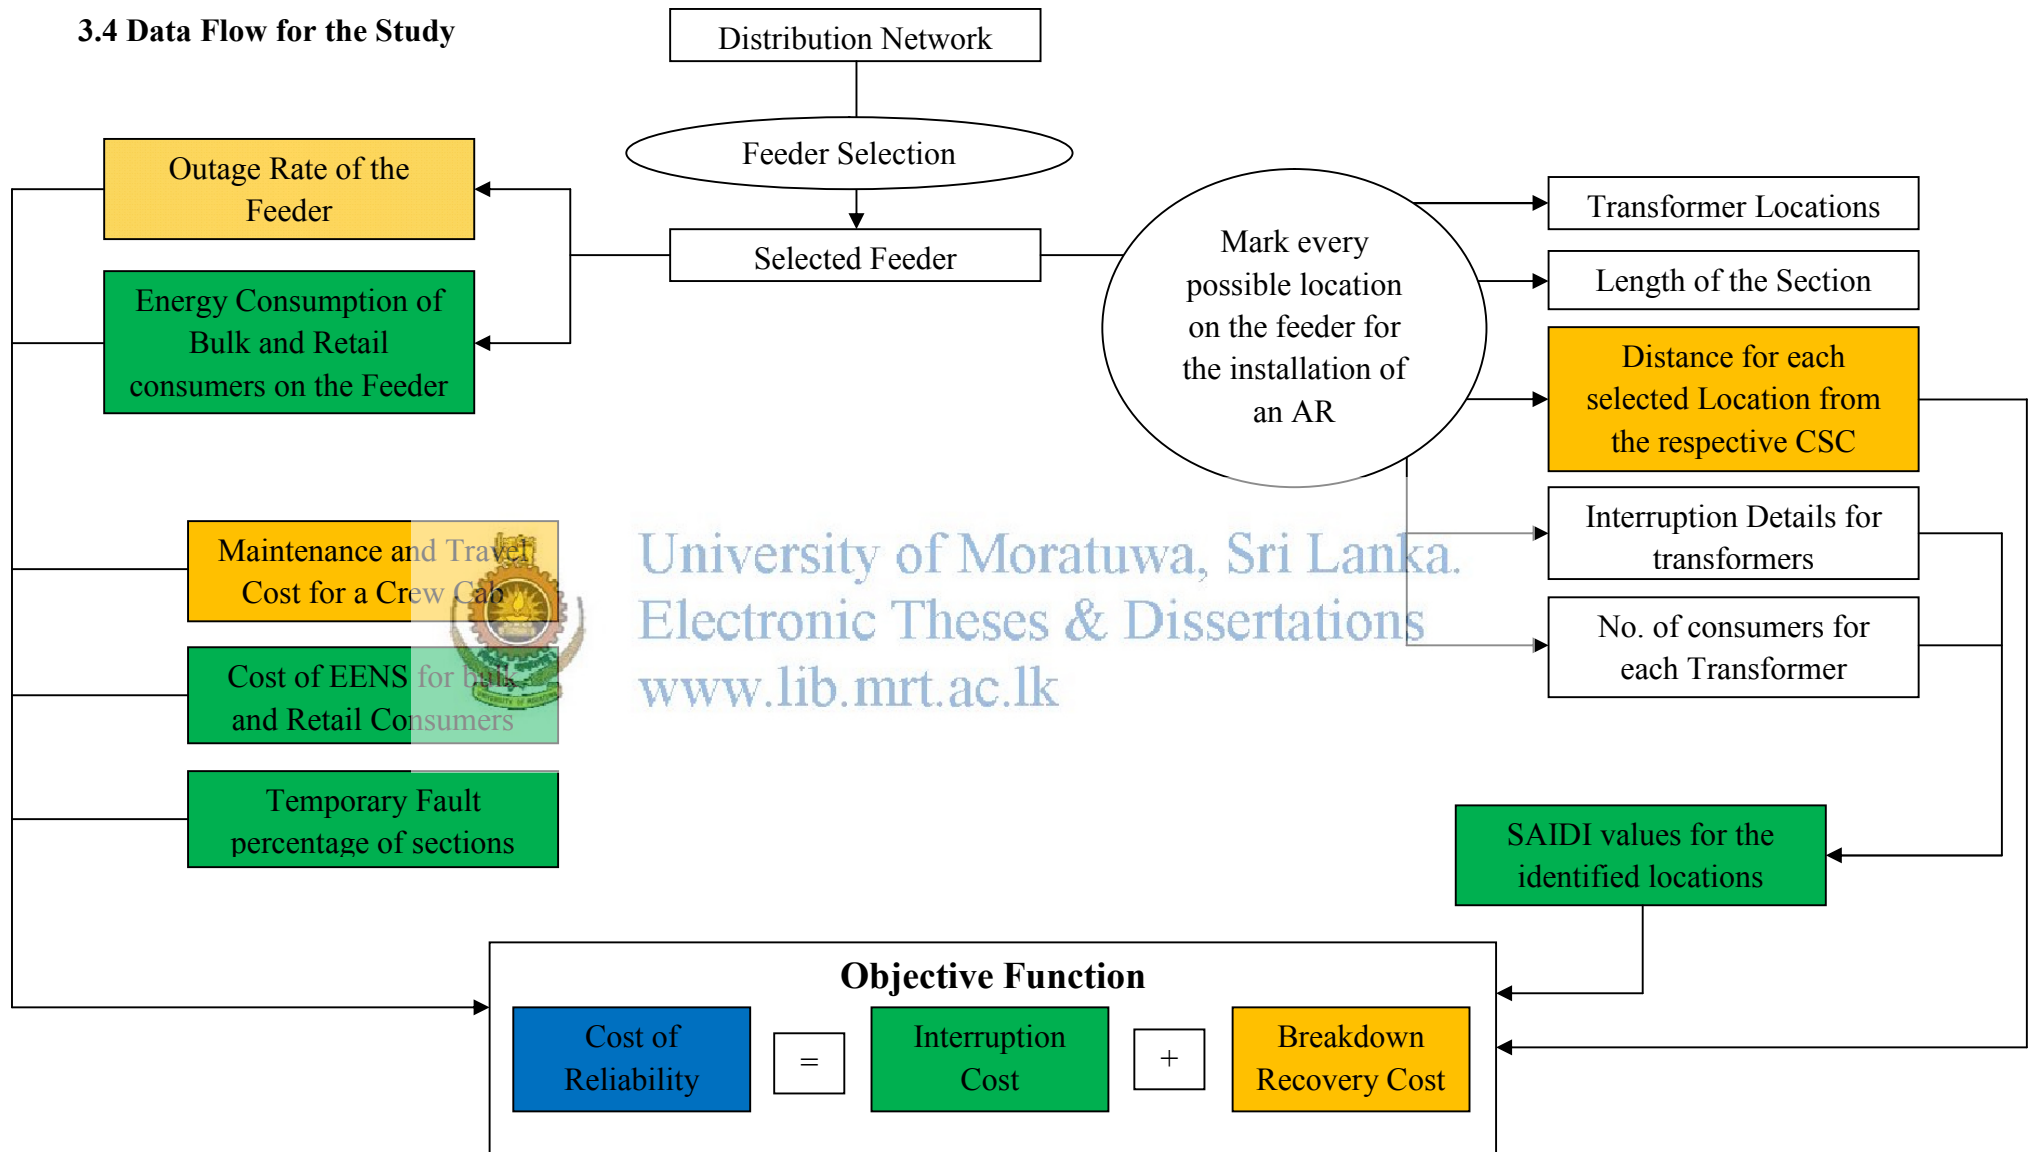 3.4 Data Flow for the Study
Distribution Network
Feeder Selection
Selected Feeder
Outage Rate of the
Feeder
Energy Consumption of
Bulk and Retail
consumers on the Feeder
Mark every
possible location
on the feeder for
the installation of
an AR
Transformer Locations
Length of the Section
Distance for each
selected Location from
the respective CSC
Interruption Details for
transformers
No. of consumers for
each Transformer
Maintenance and Travel
Cost for a Crew Cab
Cost of EENS for bulk
and Retail Consumers
Temporary Fault
percentage of sections
University of Moratuwa, Sri Lanka.
Electronic Theses & Dissertations
www.lib.mrt.ac.lk
SAIDI values for the
identified locations
Objective Function
Cost of
Reliability
=
Interruption
Cost
+
Breakdown
Recovery Cost